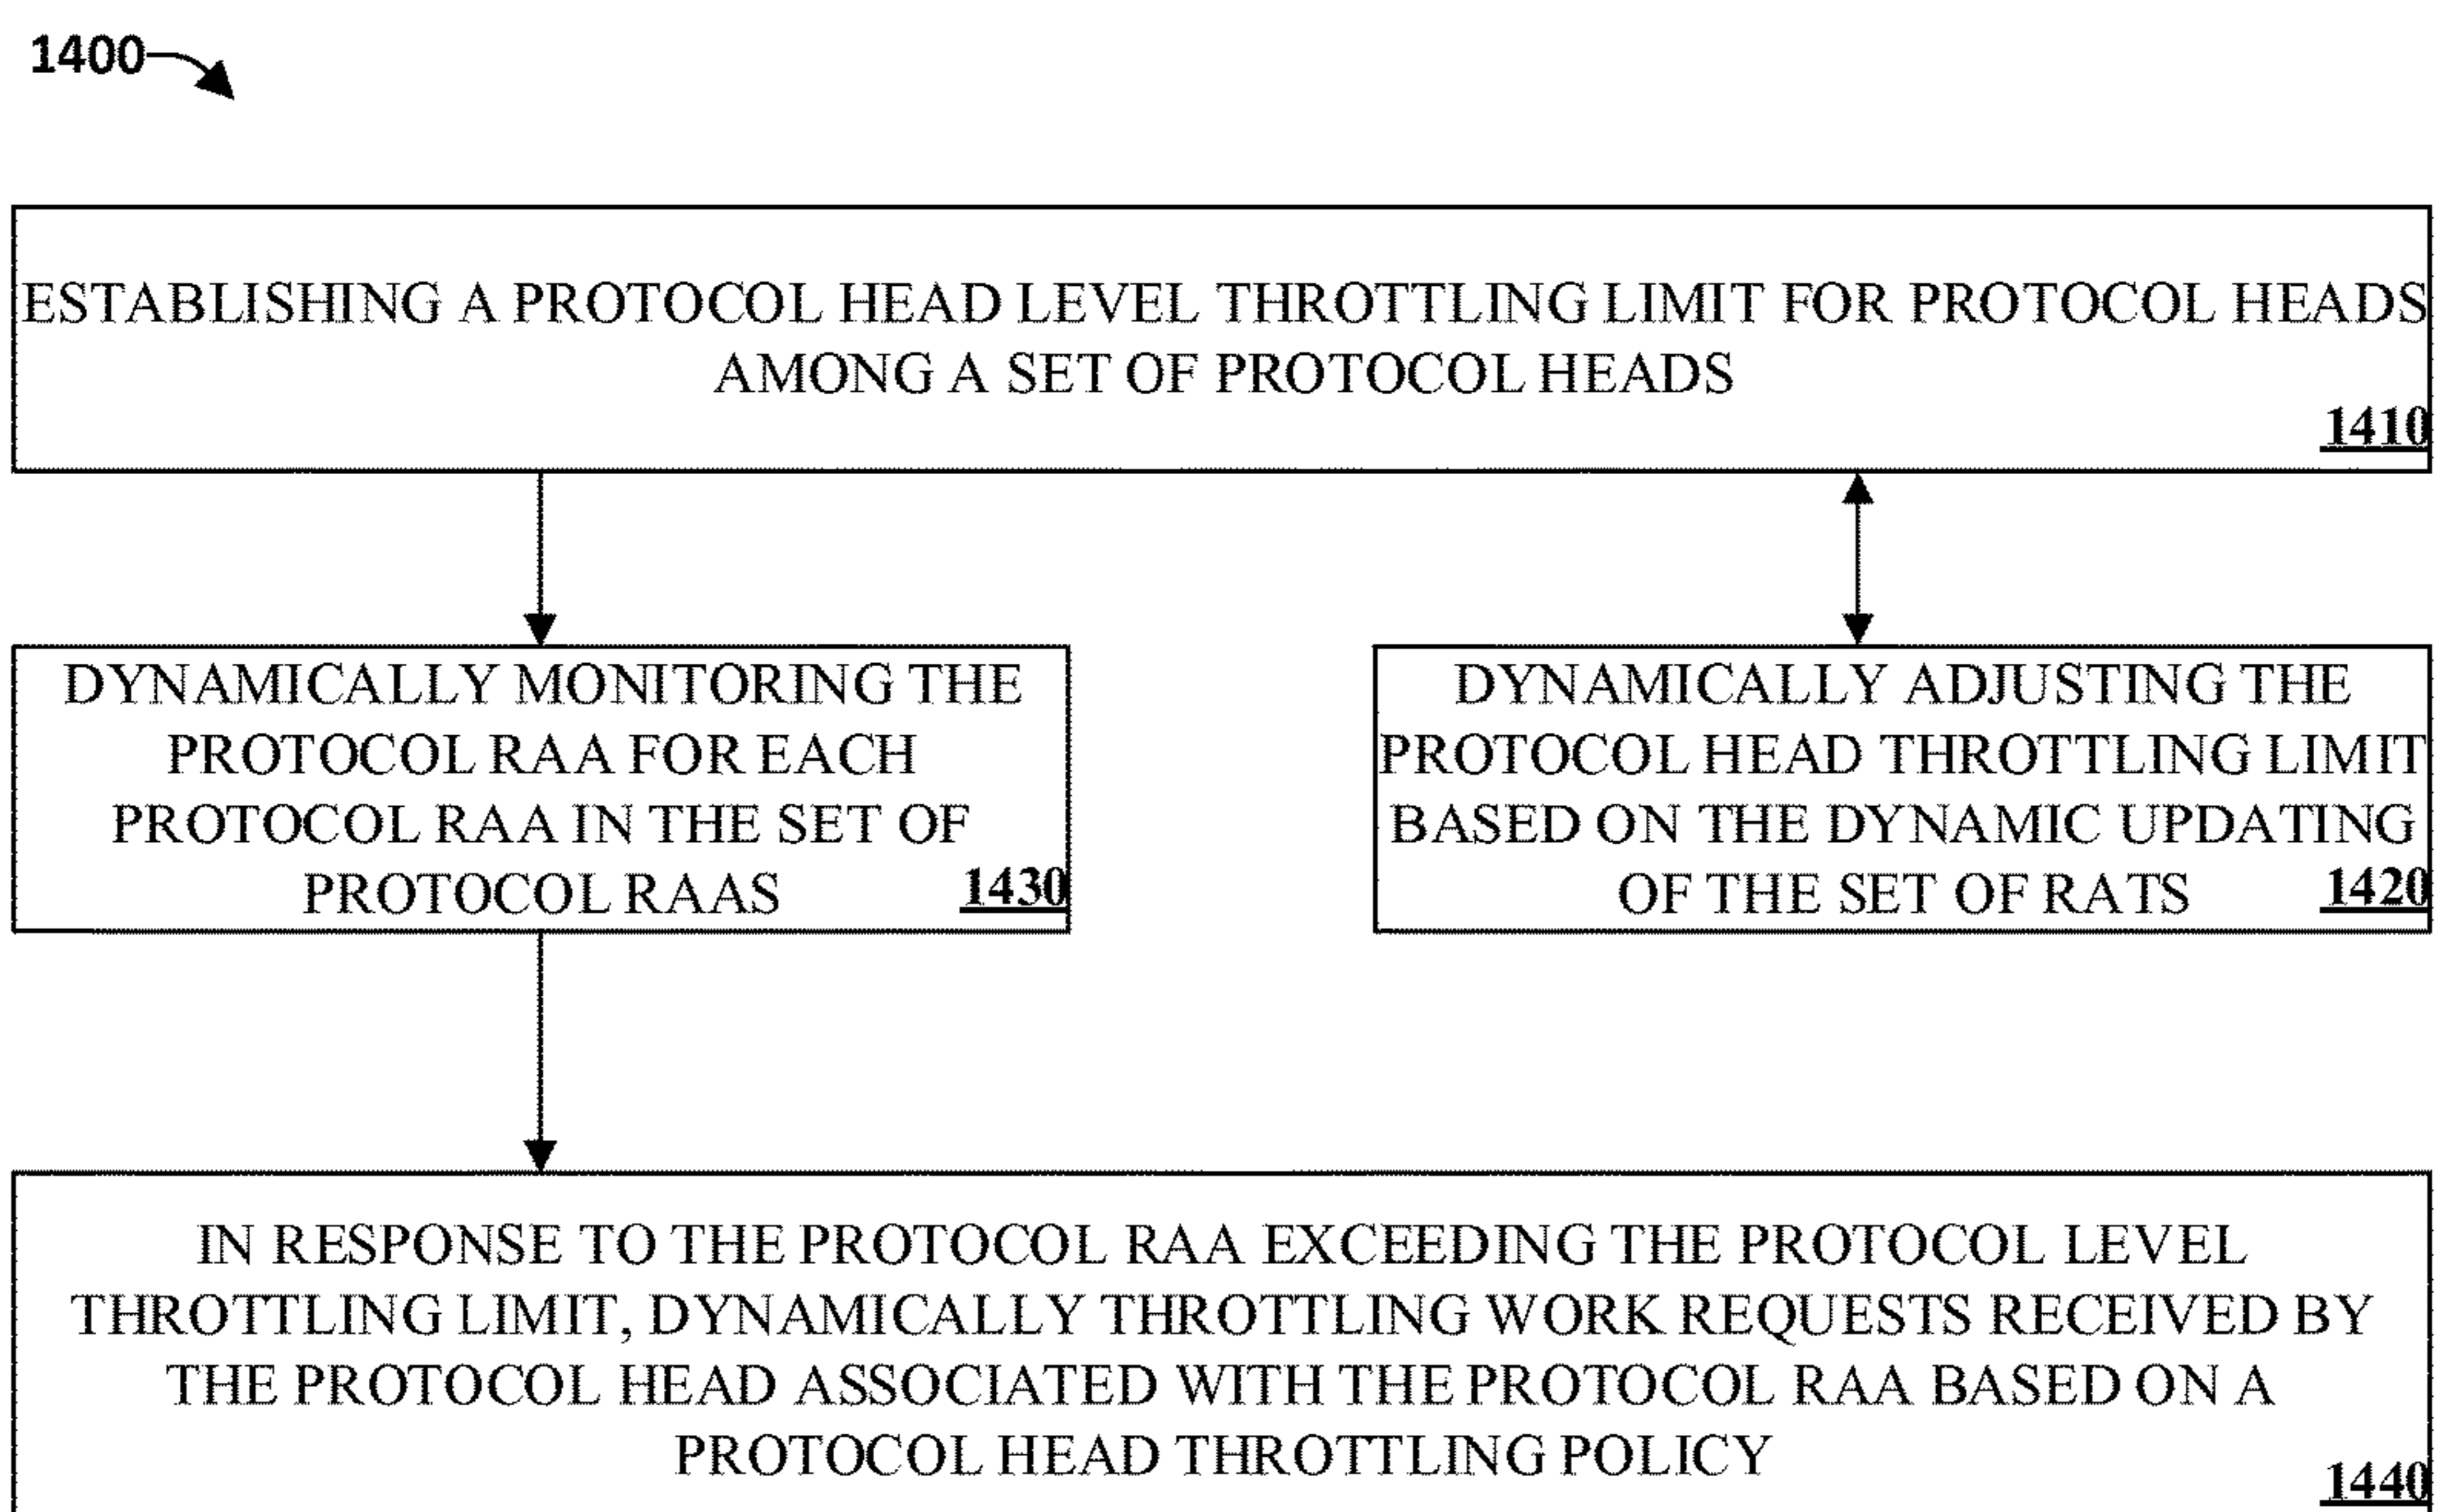 1400
ESTABLISHING A PROTOCOL HEAD LEVEL THROTTLING LIMIT FOR PROTOCOL HEADS
AMONG A SET OF PROTOCOL HEADS
1410
DYNAMICALLY MONITORING THE
PROTOCOL RAA FOR EACH
PROTOCOL RAA IN THE SET OF
PROTOCOL RAAS
1430
DYNAMICALLY ADJUSTING THE
PROTOCOL HEAD THROTTLING LIMIT
BASED ON THE DYNAMIC UPDATING
OF THE SET OF RATS
1420
IN RESPONSE TO THE PROTOCOL RAA EXCEEDING THE PROTOCOL LEVEL
THROTTLING LIMIT, DYNAMICALLY THROTTLING WORK REQUESTS RECEIVED BY
THE PROTOCOL HEAD ASSOCIATED WITH THE PROTOCOL RAA BASED ON A
PROTOCOL HEAD THROTTLING POLICY
1440